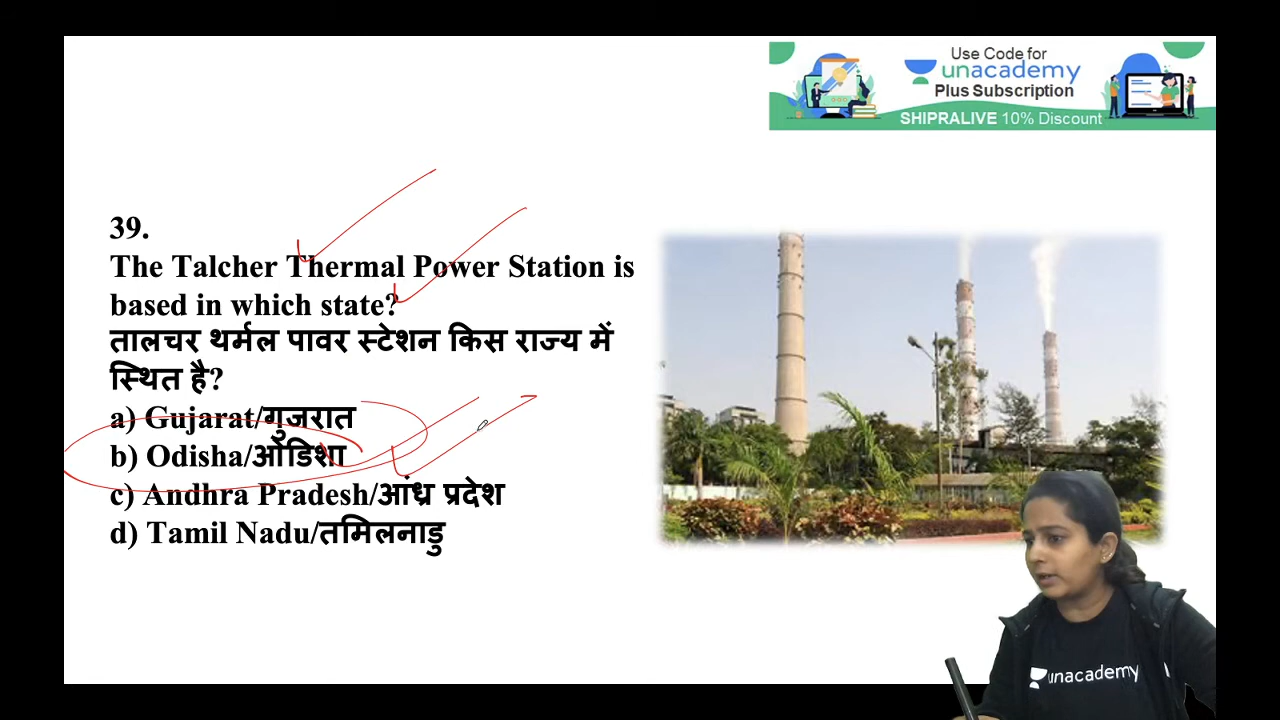 Use Code for
unacademy
Plus Subscription
SHIPRALIVE 10% Discount
39.
The Talcher Thermal Power Station is
based in which state?
तालचर थर्मल पावर स्टेशन किस राज्य में
स्थित है?
a) Gujarat/गुजरात
b) Odisha/ओडिशा
c) Andhra Pradesh/आंध्र प्रदेश
d) Tamil Nadu/तमिलनाडु
unacademy